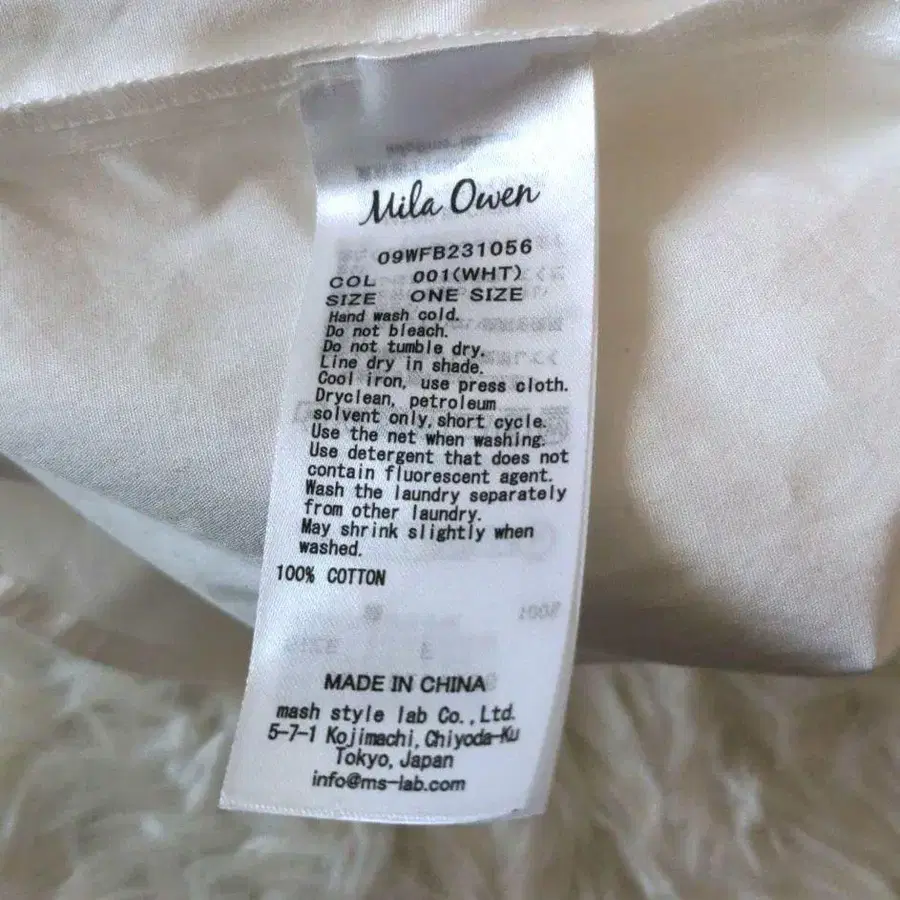 Mila Owen
09WFB231056
COL 001(WHT)
SIZE ONE SIZE
Hand wash cold.
Do not bleach.
Do not tumble dry.
Line dry in shade.
Cool iron, use press cloth.
Dryclean, petroleum
solvent only, short cycle.
Use the net when washing.
Use detergent that does not
contain fluorescent agent.
Wash the laundry separately
from other laundry.
May shrink slightly when
washed.
100% COTTON
MADE IN CHINA
mash style lab Co.,Ltd.
5-7-1 Kojimachi, Chiyoda-Ku
Tokyo, Japan
info@ms-lab.com